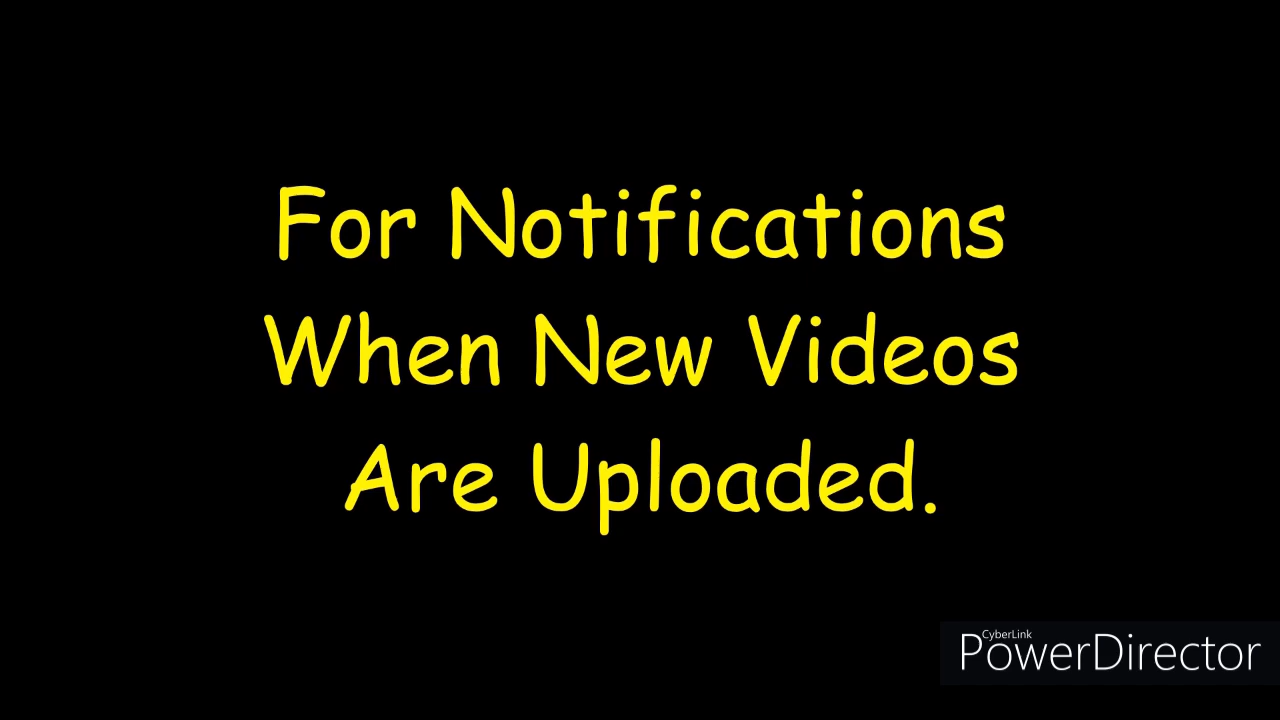 For Notifications
When New Videos
Are Uploaded.
CyberLink
PowerDirector